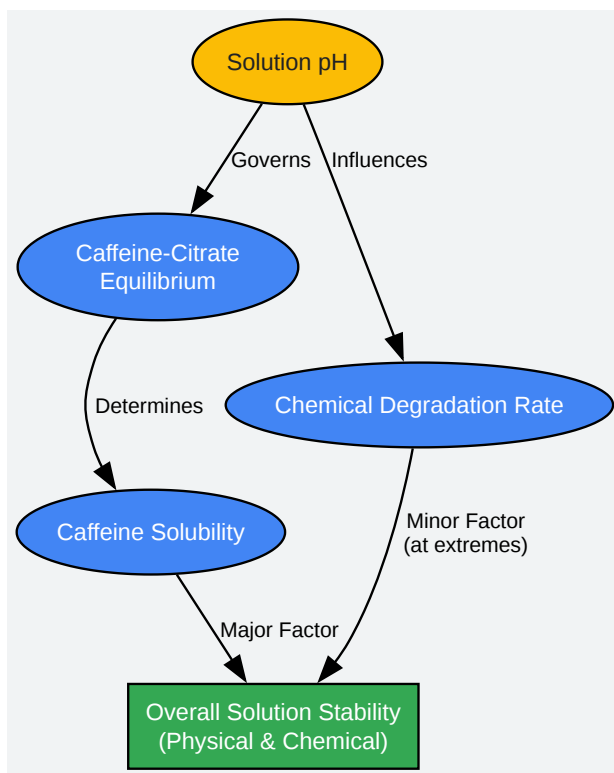 Solution pH
Governs
Influences
Caffeine-Citrate
Equilibrium
Determines
Chemical Degradation Rate
Caffeine Solubility
Minor Factor
(at extremes)
Major Factor
Overall Solution Stability
(Physical & Chemical)